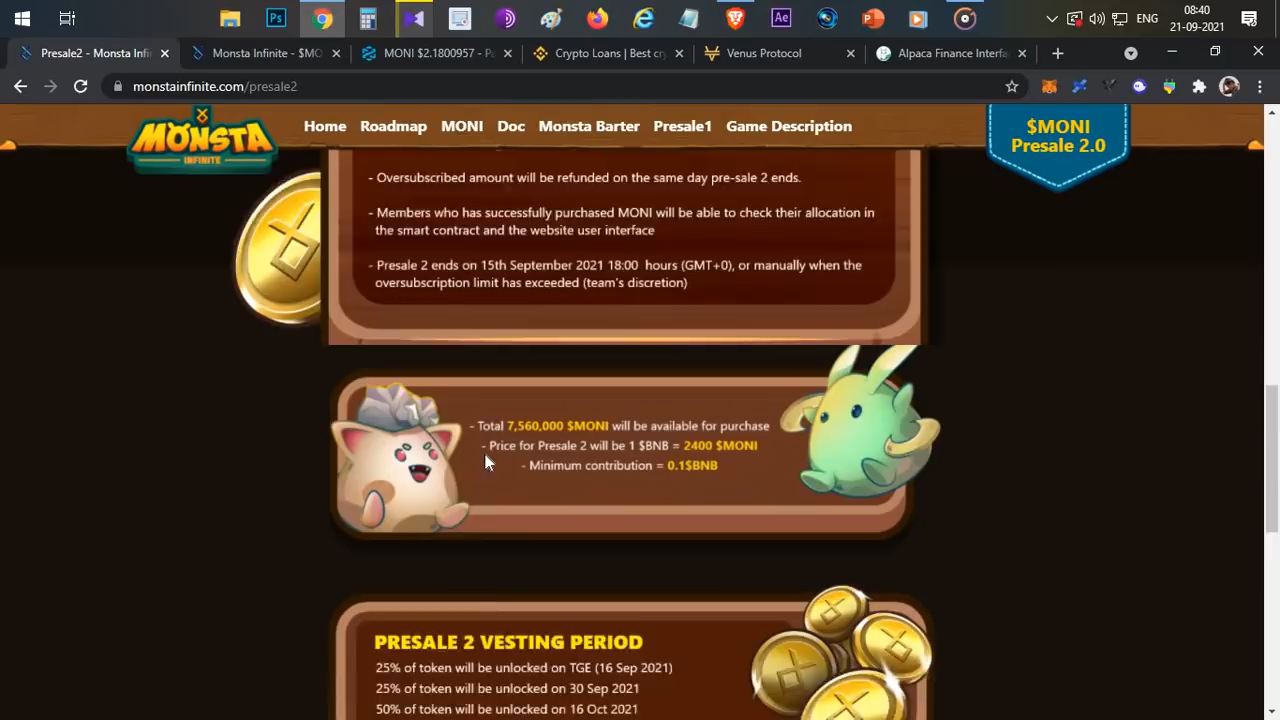 Ps
Ae
ENG
08:40
21-09-2021
Presale2 - Monsta Infin
Monsta Infinite - $MO
MONI $2.1800957 - P
Crypto Loans | Best cry
Venus Protocol
Alpaca Finance Interfa
monstainfinite.com/presale2
MONSTA
INFINITE
Home Roadmap MONI Doc Monsta Barter Presale1 Game Description
$MONI
Presale 2.0
- Oversubscribed amount will be refunded on the same day pre-sale 2 ends.
- Members who has successfully purchased MONI will be able to check their allocation in
the smart contract and the website user interface
- Presale 2 ends on 15th September 2021 18:00 hours (GMT+0), or manually when the
oversubscription limit has exceeded (team's discretion)
- Total 7,560,000 $MONI will be available for purchase
- Price for Presale 2 will be 1 $BNB = 2400 $MONI
- Minimum contribution = 0.1$BNB
PRESALE 2 VESTING PERIOD
25% of token will be unlocked on TGE (16 Sep 2021)
25% of token will be unlocked on 30 Sep 2021
50% of token will be unlocked on 16 Oct 2021